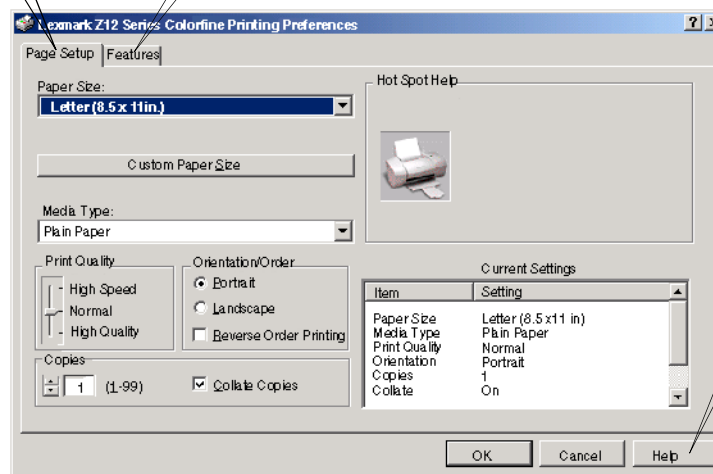 Lexmark Z12 Series Colorfine Printing Preferences
Page Setup
Features
Paper Size:
Letter (8.5 x 11in.)
Custom Paper Size
Media Type:
Plain Paper
Print Quality
High Speed
Normal
High Quality
Orientation/Order
Portrait
Landscape
Reverse Order Printing
Copies
1 (1-99)
Collate Copies
Hot Spot Help
Current Settings
Item Setting
Paper Size Letter (8.5 x11 in)
Media Type Plain Paper
Print Quality Normal
Orientation Portrait
Copies 1
Collate On
OK
Cancel
Help